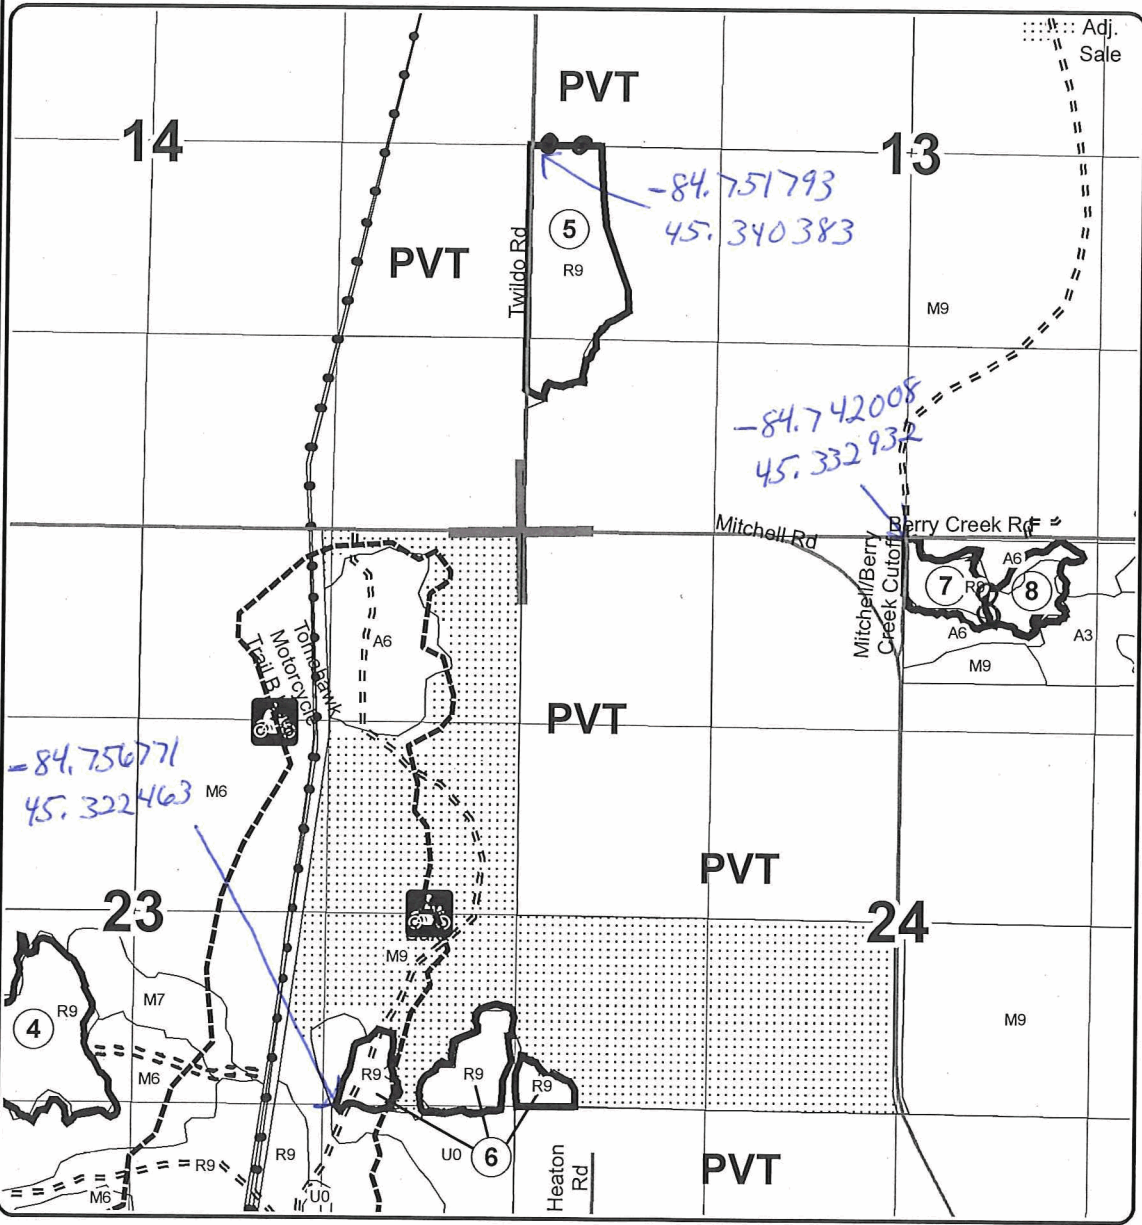 Adj.
Sale
PVT
14
13
-84.751793
45.340383
5
Twildo Rd
PVT
R9
M9
-84.742008
45.332932
Mitchell Rd
Berry Creek Rd
Mitchell/Berry
Creek Cutoff
A6
7
R9
8
A6
A3
M9
A6
Tomahawk
Motorcycle
Trail B
PVT
-84.756771
45.322463
M6
PVT
23
24
M9
M7
R9
4
M9
M6
R9
R9
R9
U0
6
R9
R9
M6
U0
Heaton
Rd
PVT